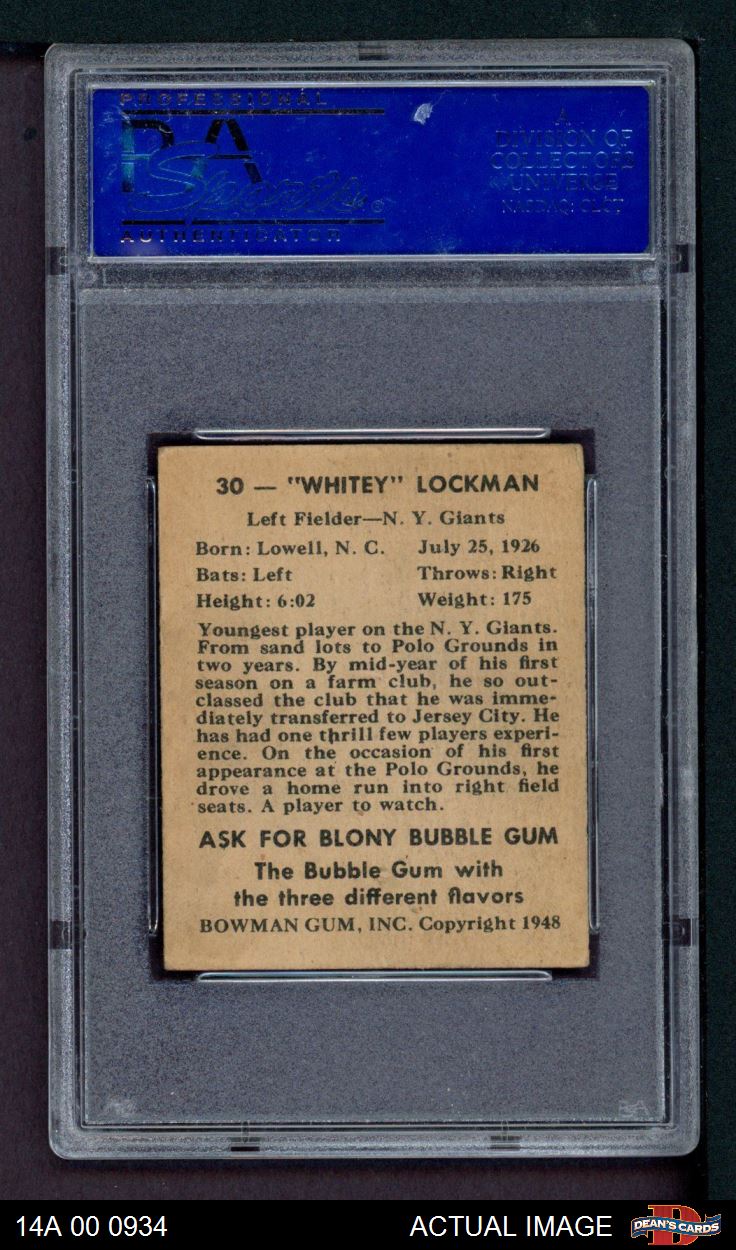 PROFESSIONAL
PSA
Sports
AUTHENTICATOR
A
DIVISION OF
COLLECTORS
UNIVERSE
NASDAQ: CLCT
30 — "WHITEY" LOCKMAN
Left Fielder—N. Y. Giants
Born: Lowell, N. C. July 25, 1926
Bats: Left Throws: Right
Height: 6:02 Weight: 175
Youngest player on the N. Y. Giants.
From sand lots to Polo Grounds in
two years. By mid-year of his first
season on a farm club, he so out-
classed the club that he was imme-
diately transferred to Jersey City. He
has had one thrill few players experi-
ence. On the occasion of his first
appearance at the Polo Grounds, he
drove a home run into right field
seats. A player to watch.
ASK FOR BLONY BUBBLE GUM
The Bubble Gum with
the three different flavors
BOWMAN GUM, INC. Copyright 1948
14A 00 0934 ACTUAL IMAGE DEAN'S CARDS